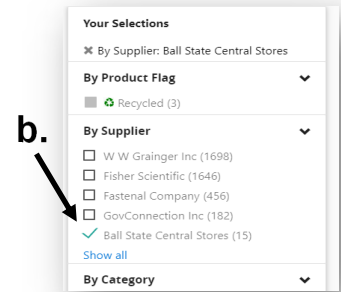 Your Selections
✖ By Supplier: Ball State Central Stores
By Product Flag
Recycled (3)
b.
By Supplier
W W Grainger Inc (1698)
Fisher Scientific (1646)
Fastenal Company (456)
GovConnection Inc (182)
Ball State Central Stores (15)
Show all
By Category